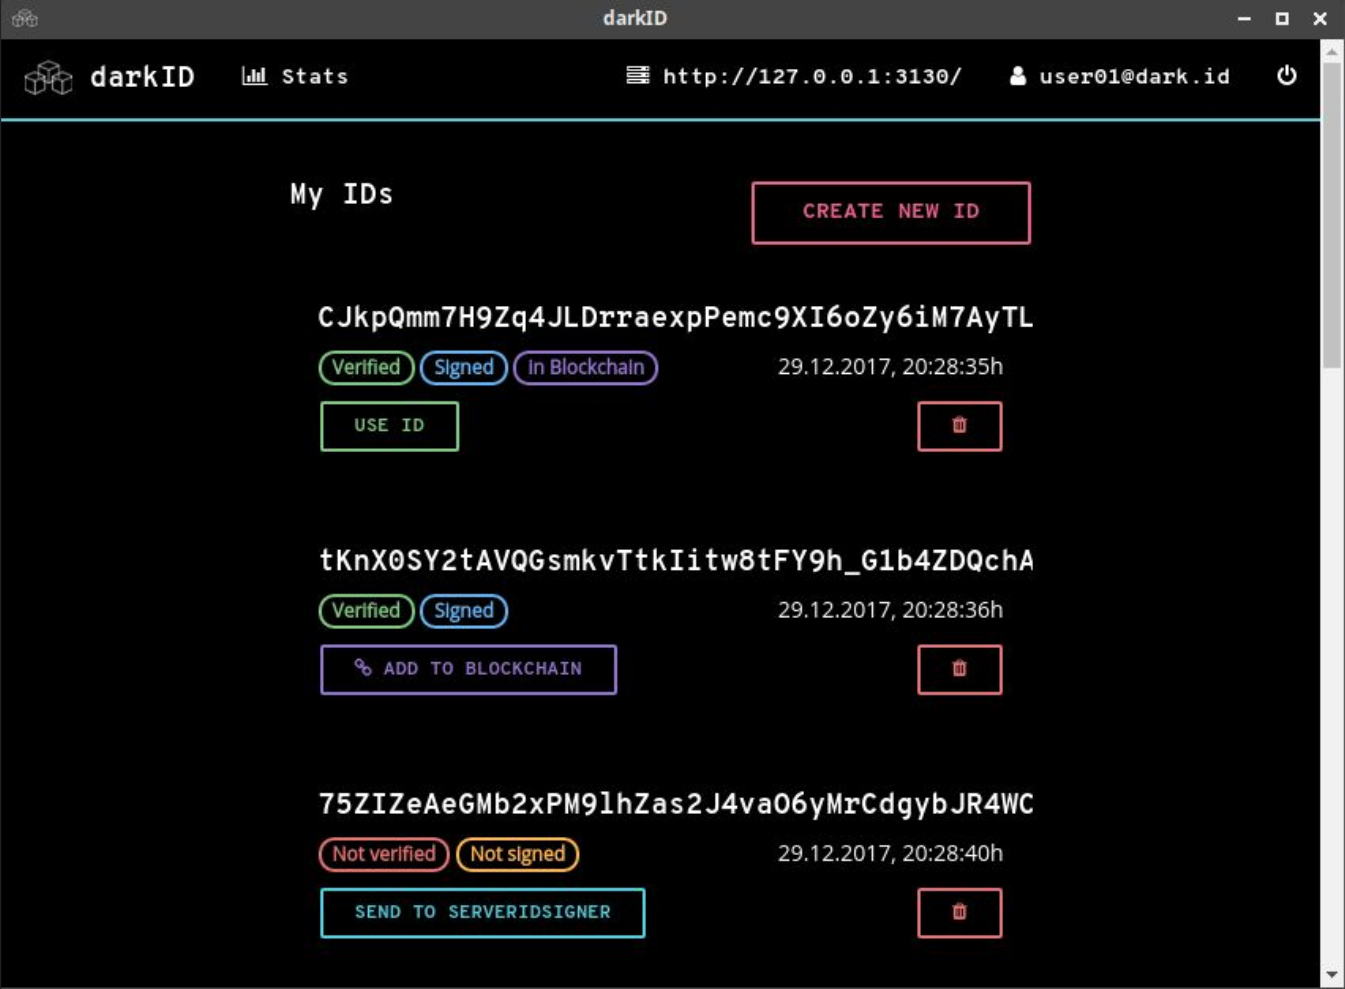 darkID
darkID Stats http://127.0.0.1:3130/ user01@dark.id
My IDs CREATE NEW ID
CJkpQmm7H9Zq4JLDrraexpPemc9XI6oZy6iM7AyTL
Verified Signed in Blockchain 29.12.2017, 20:28:35h
USE ID
tKnX0SY2tAVQGsmkvTtkIitw8tFY9h_G1b4ZDQchA
Verified Signed 29.12.2017, 20:28:36h
ADD TO BLOCKCHAIN
75ZIZeAeGMb2xPM9lhZas2J4vaO6yMrCdgybJR4WC
Not verified Not signed 29.12.2017, 20:28:40h
SEND TO SERVERIDSIGNER